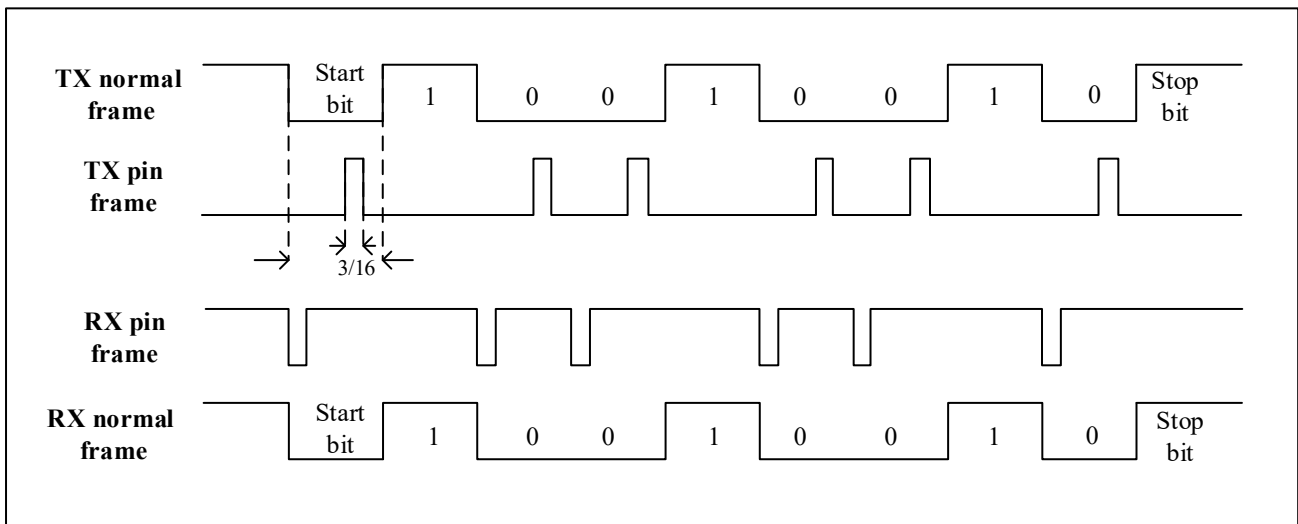 TX normal
frame
Start
bit
1 0 0 1 0 0 1 0
Stop
bit
TX pin
frame
3/16
RX pin
frame
RX normal
frame
Start
bit
1 0 0 1 0 0 1 0
Stop
bit